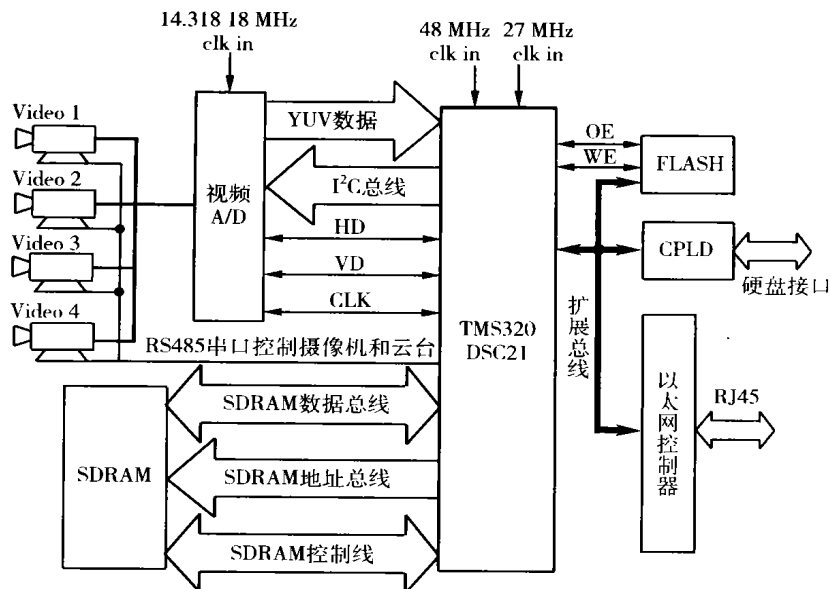 14.318 18 MHz
clk in
48 MHz
clk in
27 MHz
clk in
Video 1
Video 2
Video 3
Video 4
视频
A/D
YUV数据
I²C总线
HD
VD
CLK
RS485串口控制摄像机和云台
TMS320
DSC21
OE
WE
FLASH
CPLD
硬盘接口
扩展总线
以太网控制器
RJ45
SDRAM
SDRAM数据总线
SDRAM地址总线
SDRAM控制线